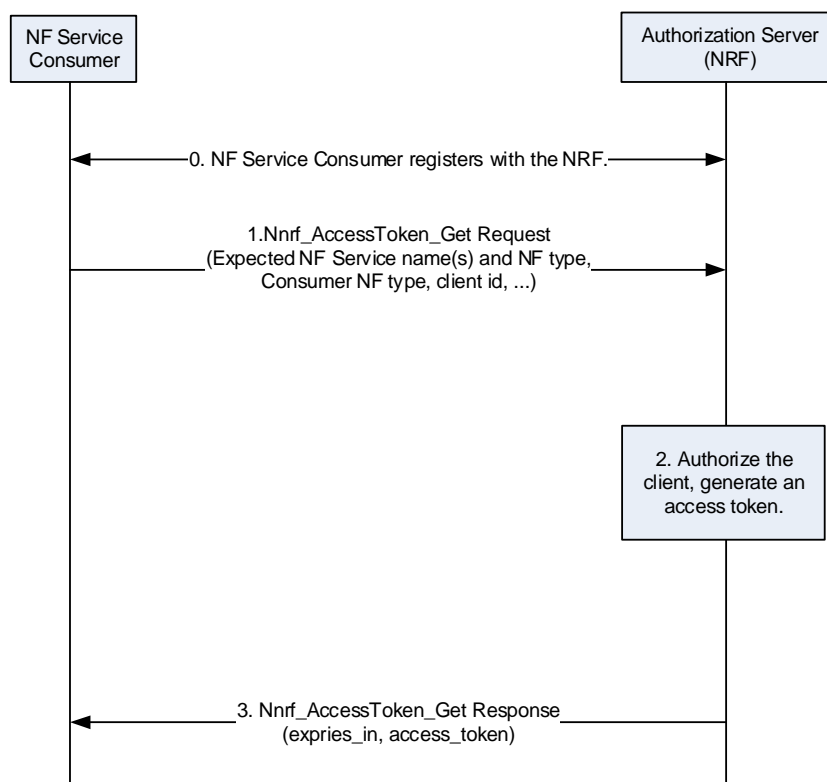 NF Service
Consumer
Authorization Server
(NRF)
0. NF Service Consumer registers with the NRF.
1.Nnrf_AccessToken_Get Request
(Expected NF Service name(s) and NF type,
Consumer NF type, client id, ...)
2. Authorize the
client, generate an
access token.
3. Nnrf_AccessToken_Get Response
(expries_in, access_token)